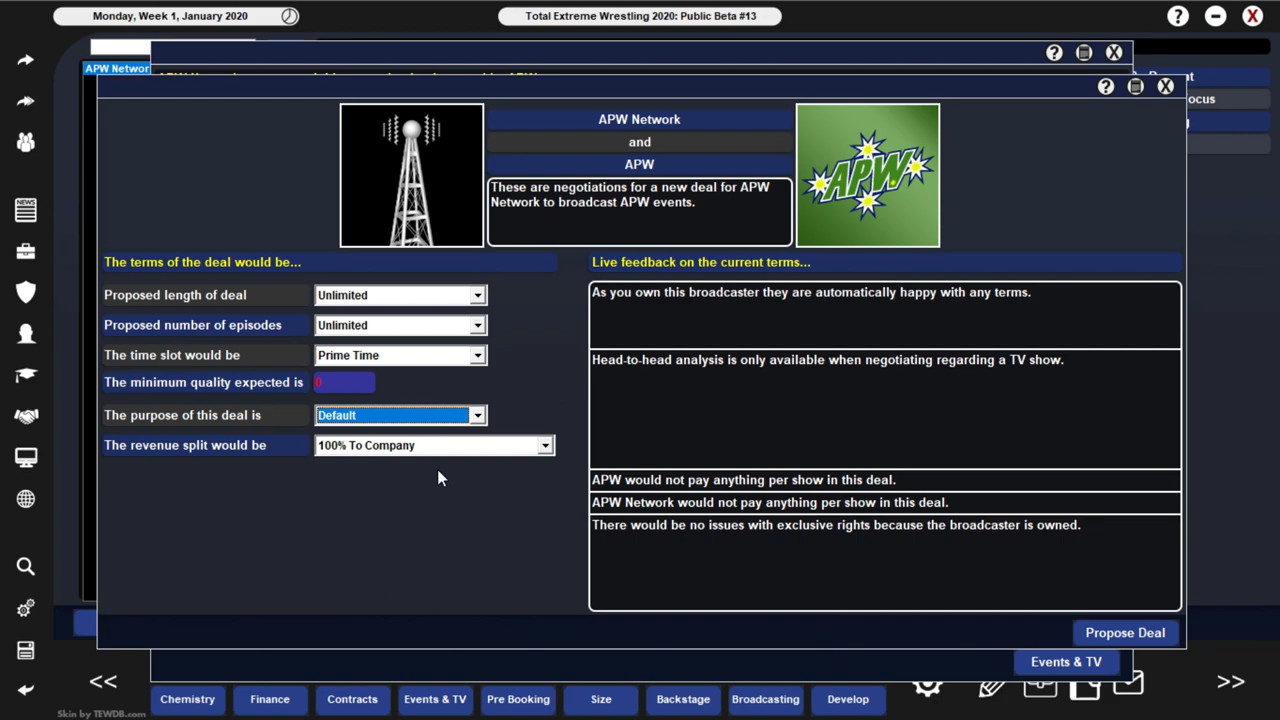 Monday, Week 1, January 2020
Total Extreme Wrestling 2020: Public Beta #13
APW Networ
ocus
APW Network
and
APW
These are negotiations for a new deal for APW
Network to broadcast APW events.
APW
The terms of the deal would be...
Live feedback on the current terms...
Proposed length of deal
Unlimited
As you own this broadcaster they are automatically happy with any terms.
Proposed number of episodes
Unlimited
The time slot would be
Prime Time
Head-to-head analysis is only available when negotiating regarding a TV show.
The minimum quality expected is
0
The purpose of this deal is
Default
The revenue split would be
100% To Company
APW would not pay anything per show in this deal.
APW Network would not pay anything per show in this deal.
There would be no issues with exclusive rights because the broadcaster is owned.
Propose Deal
Events & TV
<<
Chemistry
Finance
Contracts
Events & TV
Pre Booking
Size
Backstage
Broadcasting
Develop
>>
NEWS
Skin by TEWDB.com